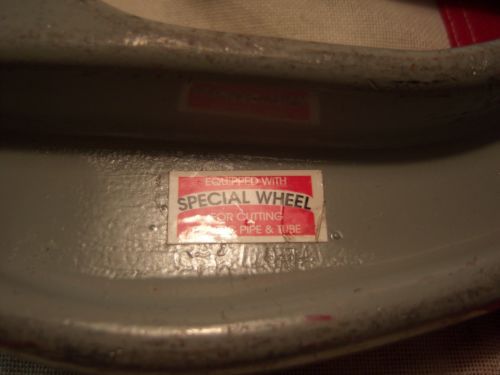 EQUIPPED WITH
SPECIAL WHEEL
FOR CUTTING
PIPE & TUBE